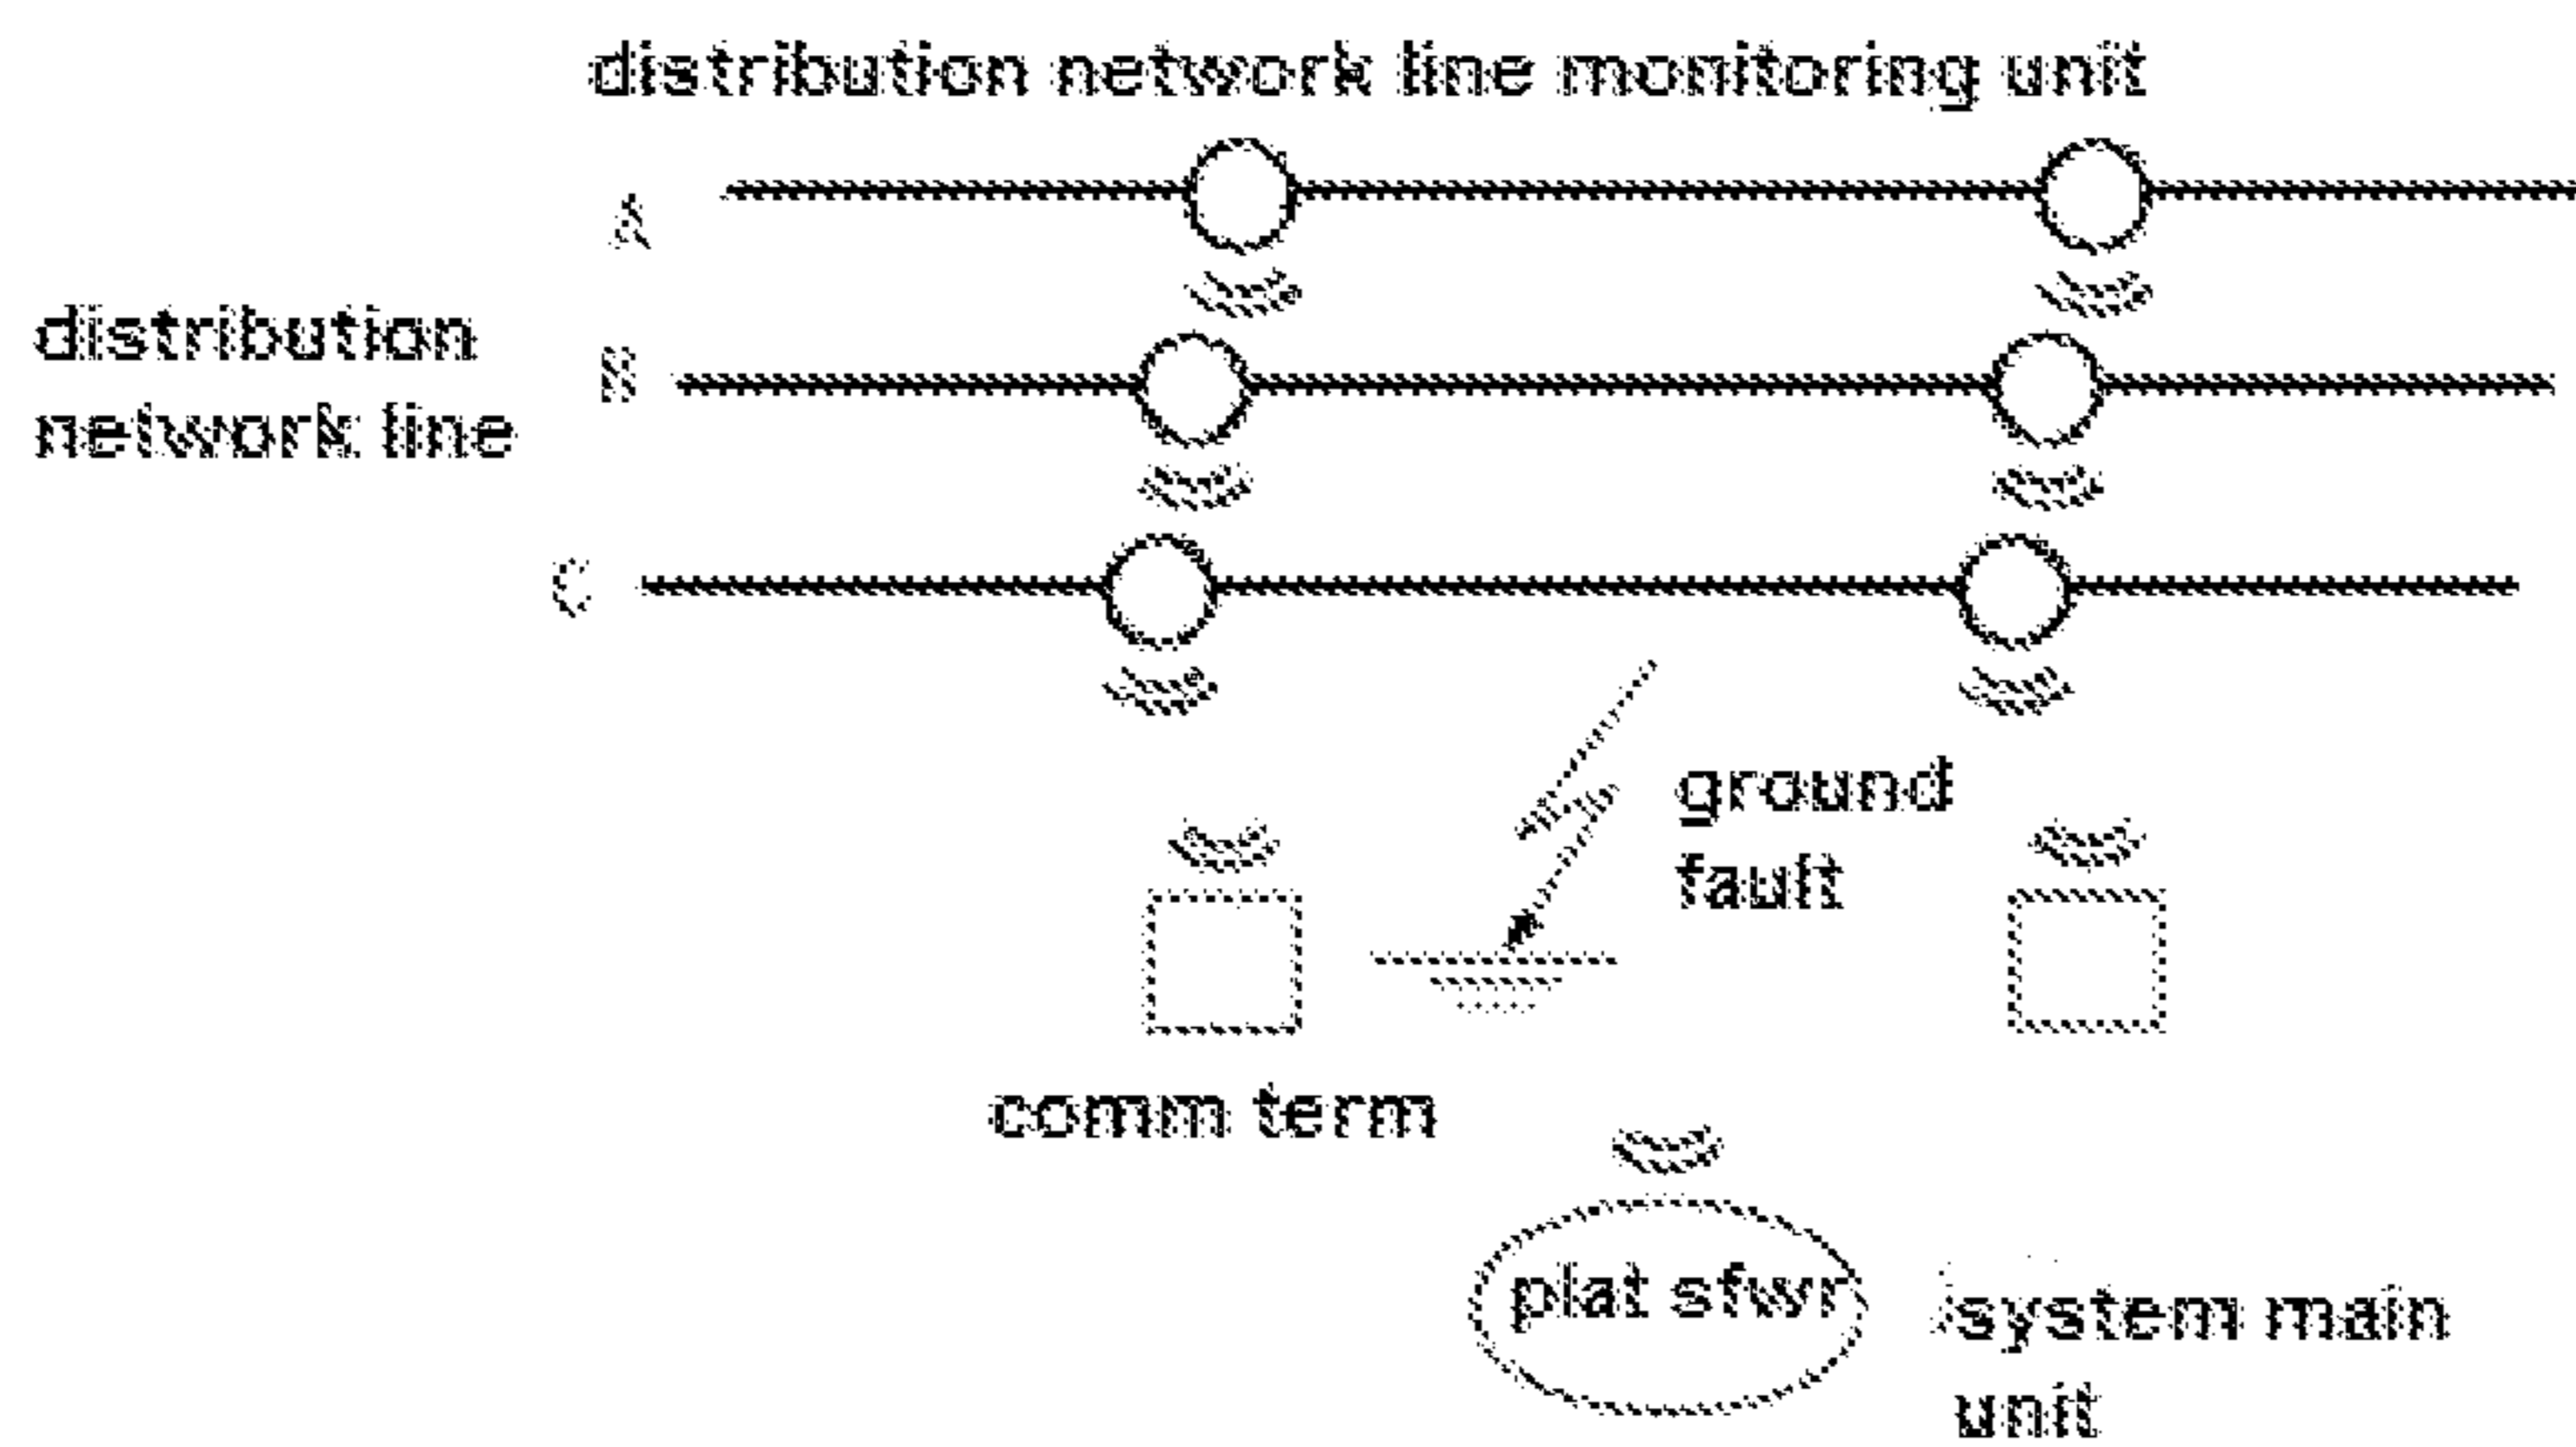 distribution network line monitoring unit
A
distribution
network line
B
C
ground
fault
comm term
plat sfwr
system main
unit